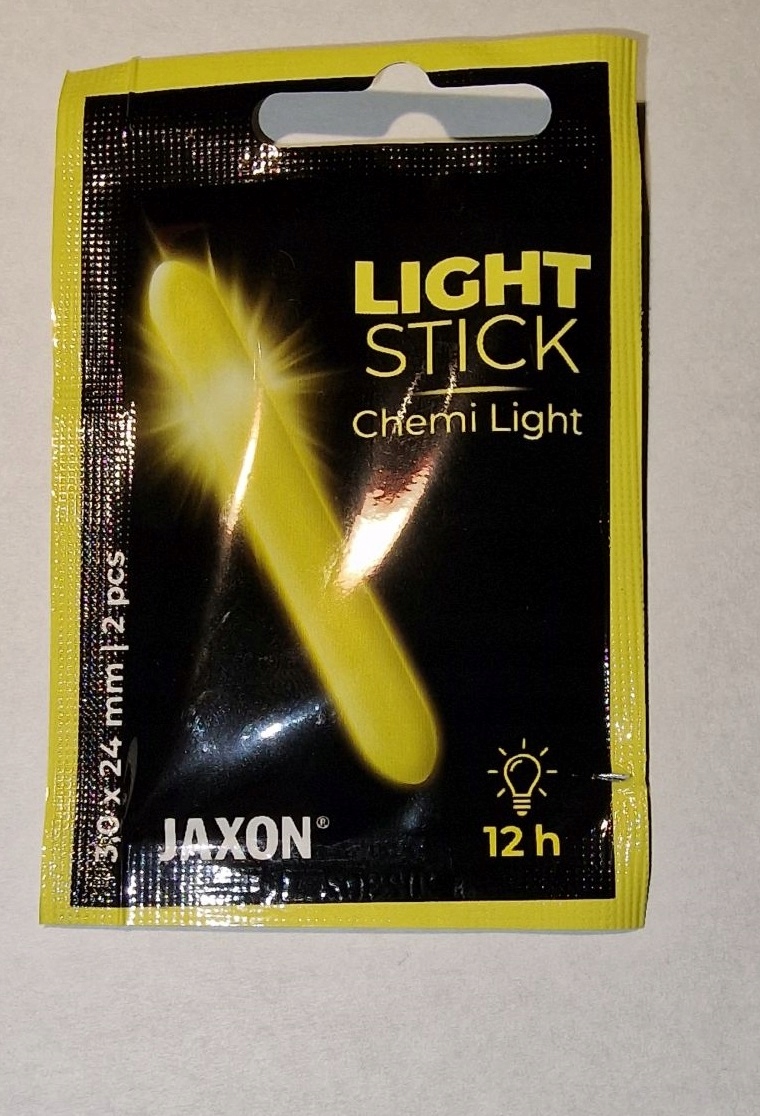 LIGHT
STICK
Chemi Light
3,0 x 24 mm | 2 pcs
JAXON®
12 h